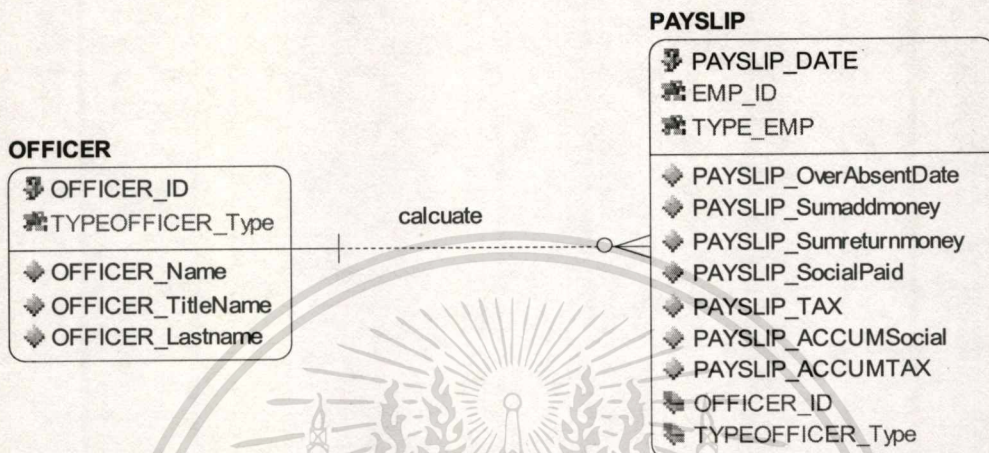 PAYSLIP
PAYSLIP_DATE
EMP_ID
TYPE_EMP
PAYSLIP_OverAbsentDate
PAYSLIP_Sumaddmoney
PAYSLIP_Sumreturnmoney
PAYSLIP_SocialPaid
PAYSLIP_TAX
PAYSLIP_ACCUMSocial
PAYSLIP_ACCUMTAX
OFFICER_ID
TYPEOFFICER_Type
OFFICER
OFFICER_ID
TYPEOFFICER_Type
OFFICER_Name
OFFICER_TitleName
OFFICER_Lastname
calcuate